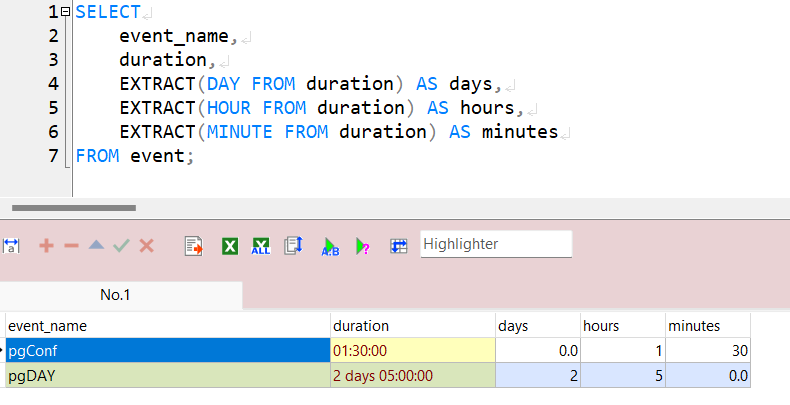 1 SELECT
2 event_name,
3 duration,
4 EXTRACT(DAY FROM duration) AS days,
5 EXTRACT(HOUR FROM duration) AS hours,
6 EXTRACT(MINUTE FROM duration) AS minutes
7 FROM event;
a ALL A:B ? Highlighter
No.1
event_name duration days hours minutes
pgConf 01:30:00 0.0 1 30
pgDAY 2 days 05:00:00 2 5 0.0